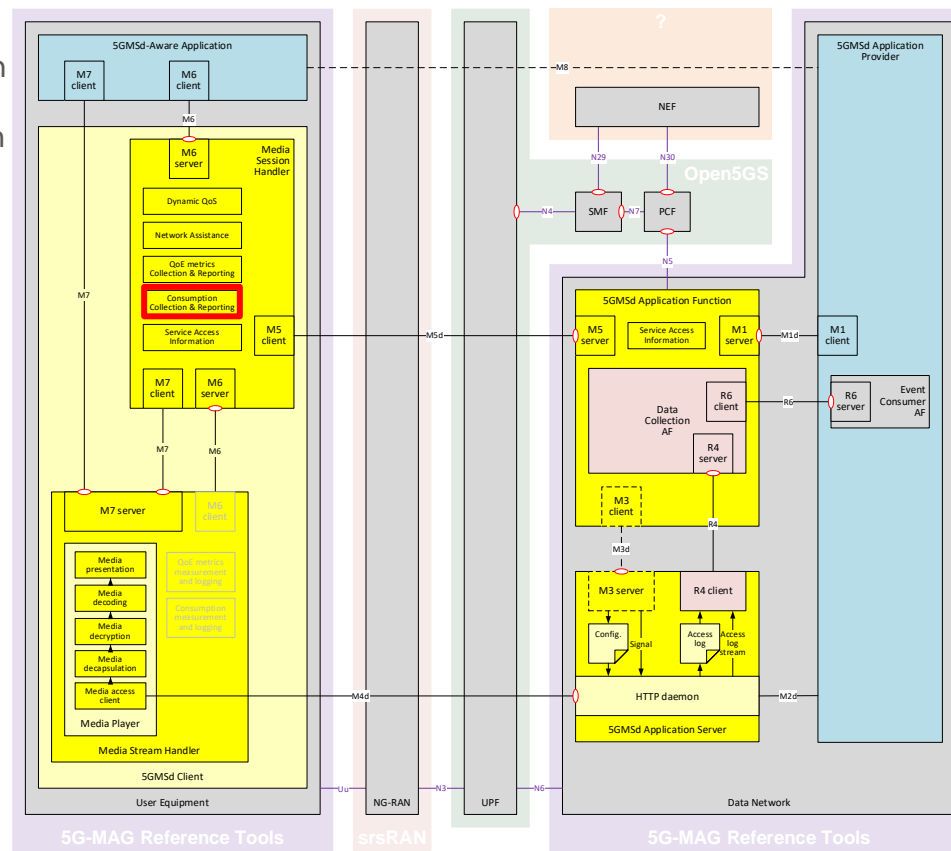 n
n
?
5GMSd-Aware Application
M7
client
M6
client
M8
5GMSd Application
Provider
NEF
M6
M6
server
Media
Session
Handler
N29
N30
Open5GS
Dynamic QoS
SMF
PCF
N4
N7
Network Assistance
QoE metrics
Collection & Reporting
N5
M7
Consumption
Collection & Reporting
5GMSd Application Function
Service Access
Information
M5
client
M5d
M5
server
Service Access
Information
M1
server
M1d
M1
client
M7
client
M6
server
Data
Collection
AF
R6
client
R6
R6
server
Event
Consumer
AF
R4
server
M7
M6
M7 server
M6
client
M3
client
R4
M3d
Media
presentation
QoE metrics
measurement
and logging
Media
decoding
M3 server
R4 client
Consumption
measurement
and logging
Media
decryption
Config.
Signal
Access
log
Access
log
stream
Media
decapsulation
Media access
client
M4d
HTTP daemon
M2d
Media Player
5GMSd Application Server
Media Stream Handler
5GMSd Client
Uu
N3
N6
User Equipment
NG-RAN
UPF
Data Network
5G-MAG Reference Tools
srsRAN
5G-MAG Reference Tools